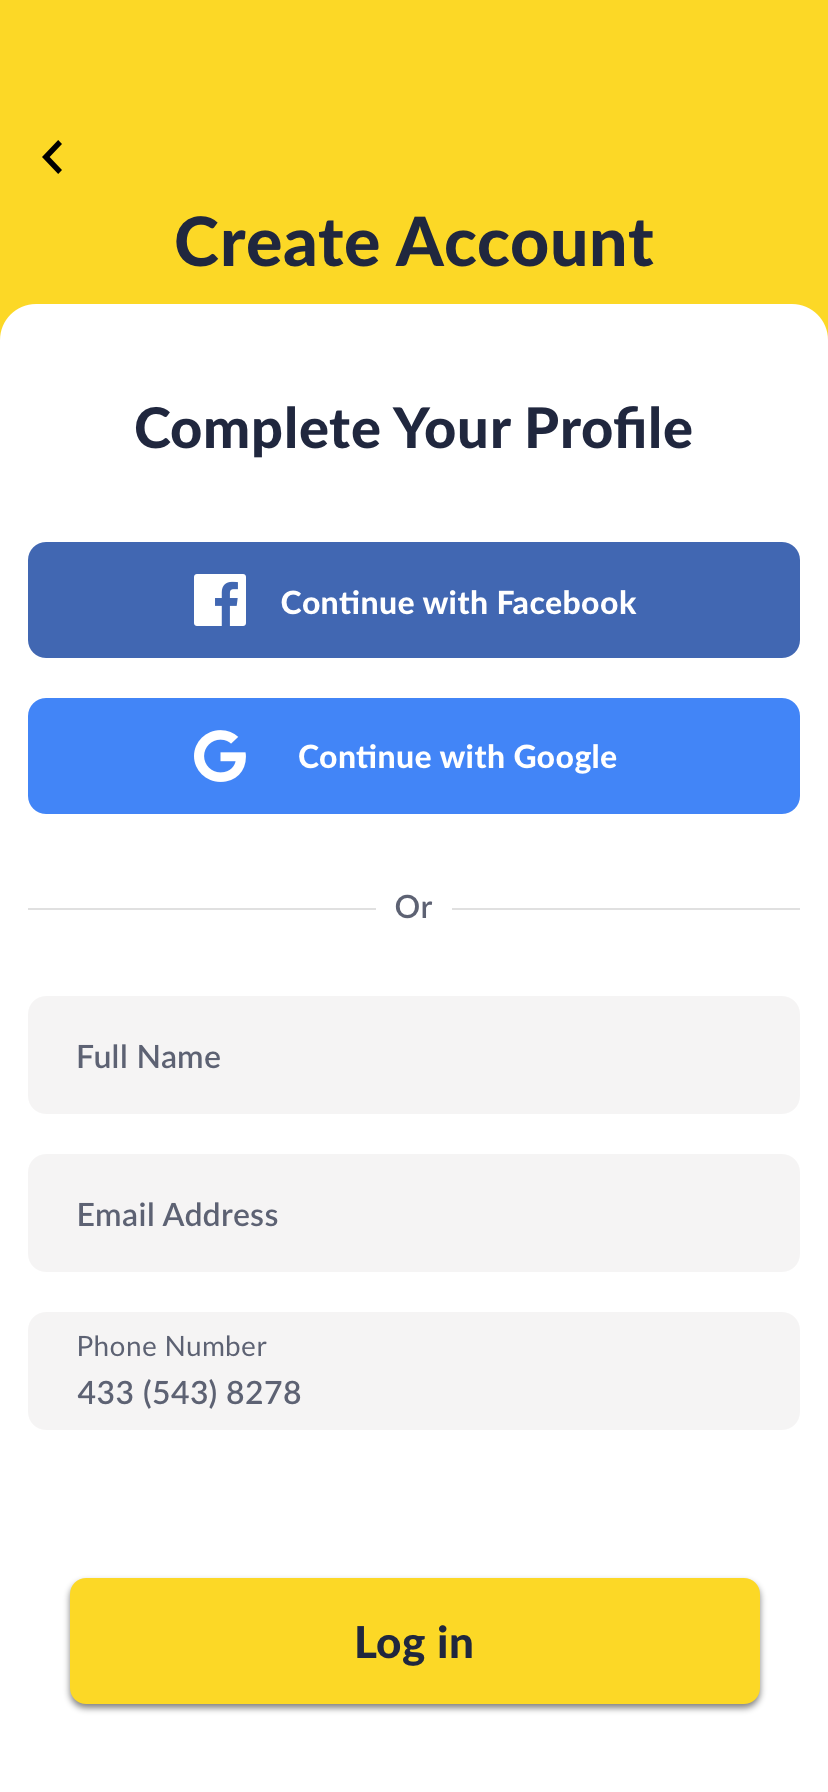 Create Account
Complete Your Profile
Continue with Facebook
Continue with Google
Or
Full Name
Email Address
Phone Number
433 (543) 8278
Log in